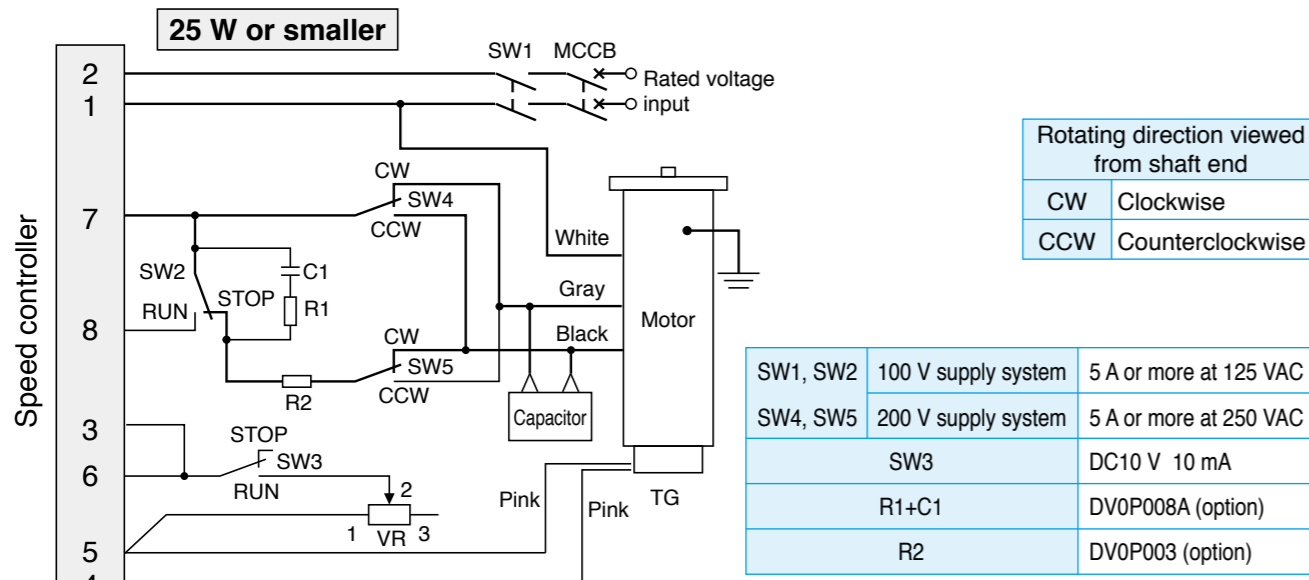 25 W or smaller
SW1 MCCB
2
Rated voltage
1
input
Rotating direction viewed
from shaft end
CW Clockwise
CCW Counterclockwise
CW
SW4
7
CCW
White
SW2
C1
STOP
Gray
RUN
R1
Motor
8
Black
CW
SW5
R2
CCW
Capacitor
Speed controller
SW1, SW2 100 V supply system 5 A or more at 125 VAC
SW4, SW5 200 V supply system 5 A or more at 250 VAC
SW3 DC10 V 10 mA
R1+C1 DV0P008A (option)
R2 DV0P003 (option)
3
STOP
SW3
6
RUN
2
Pink
Pink
TG
1 VR 3
5